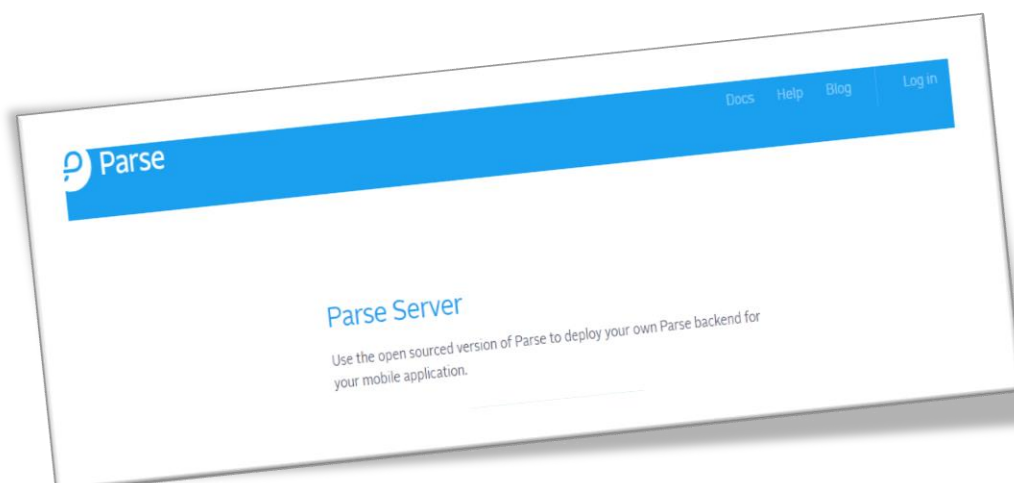 Parse
Docs Help Blog Log in
Parse Server
Use the open sourced version of Parse to deploy your own Parse backend for
your mobile application.